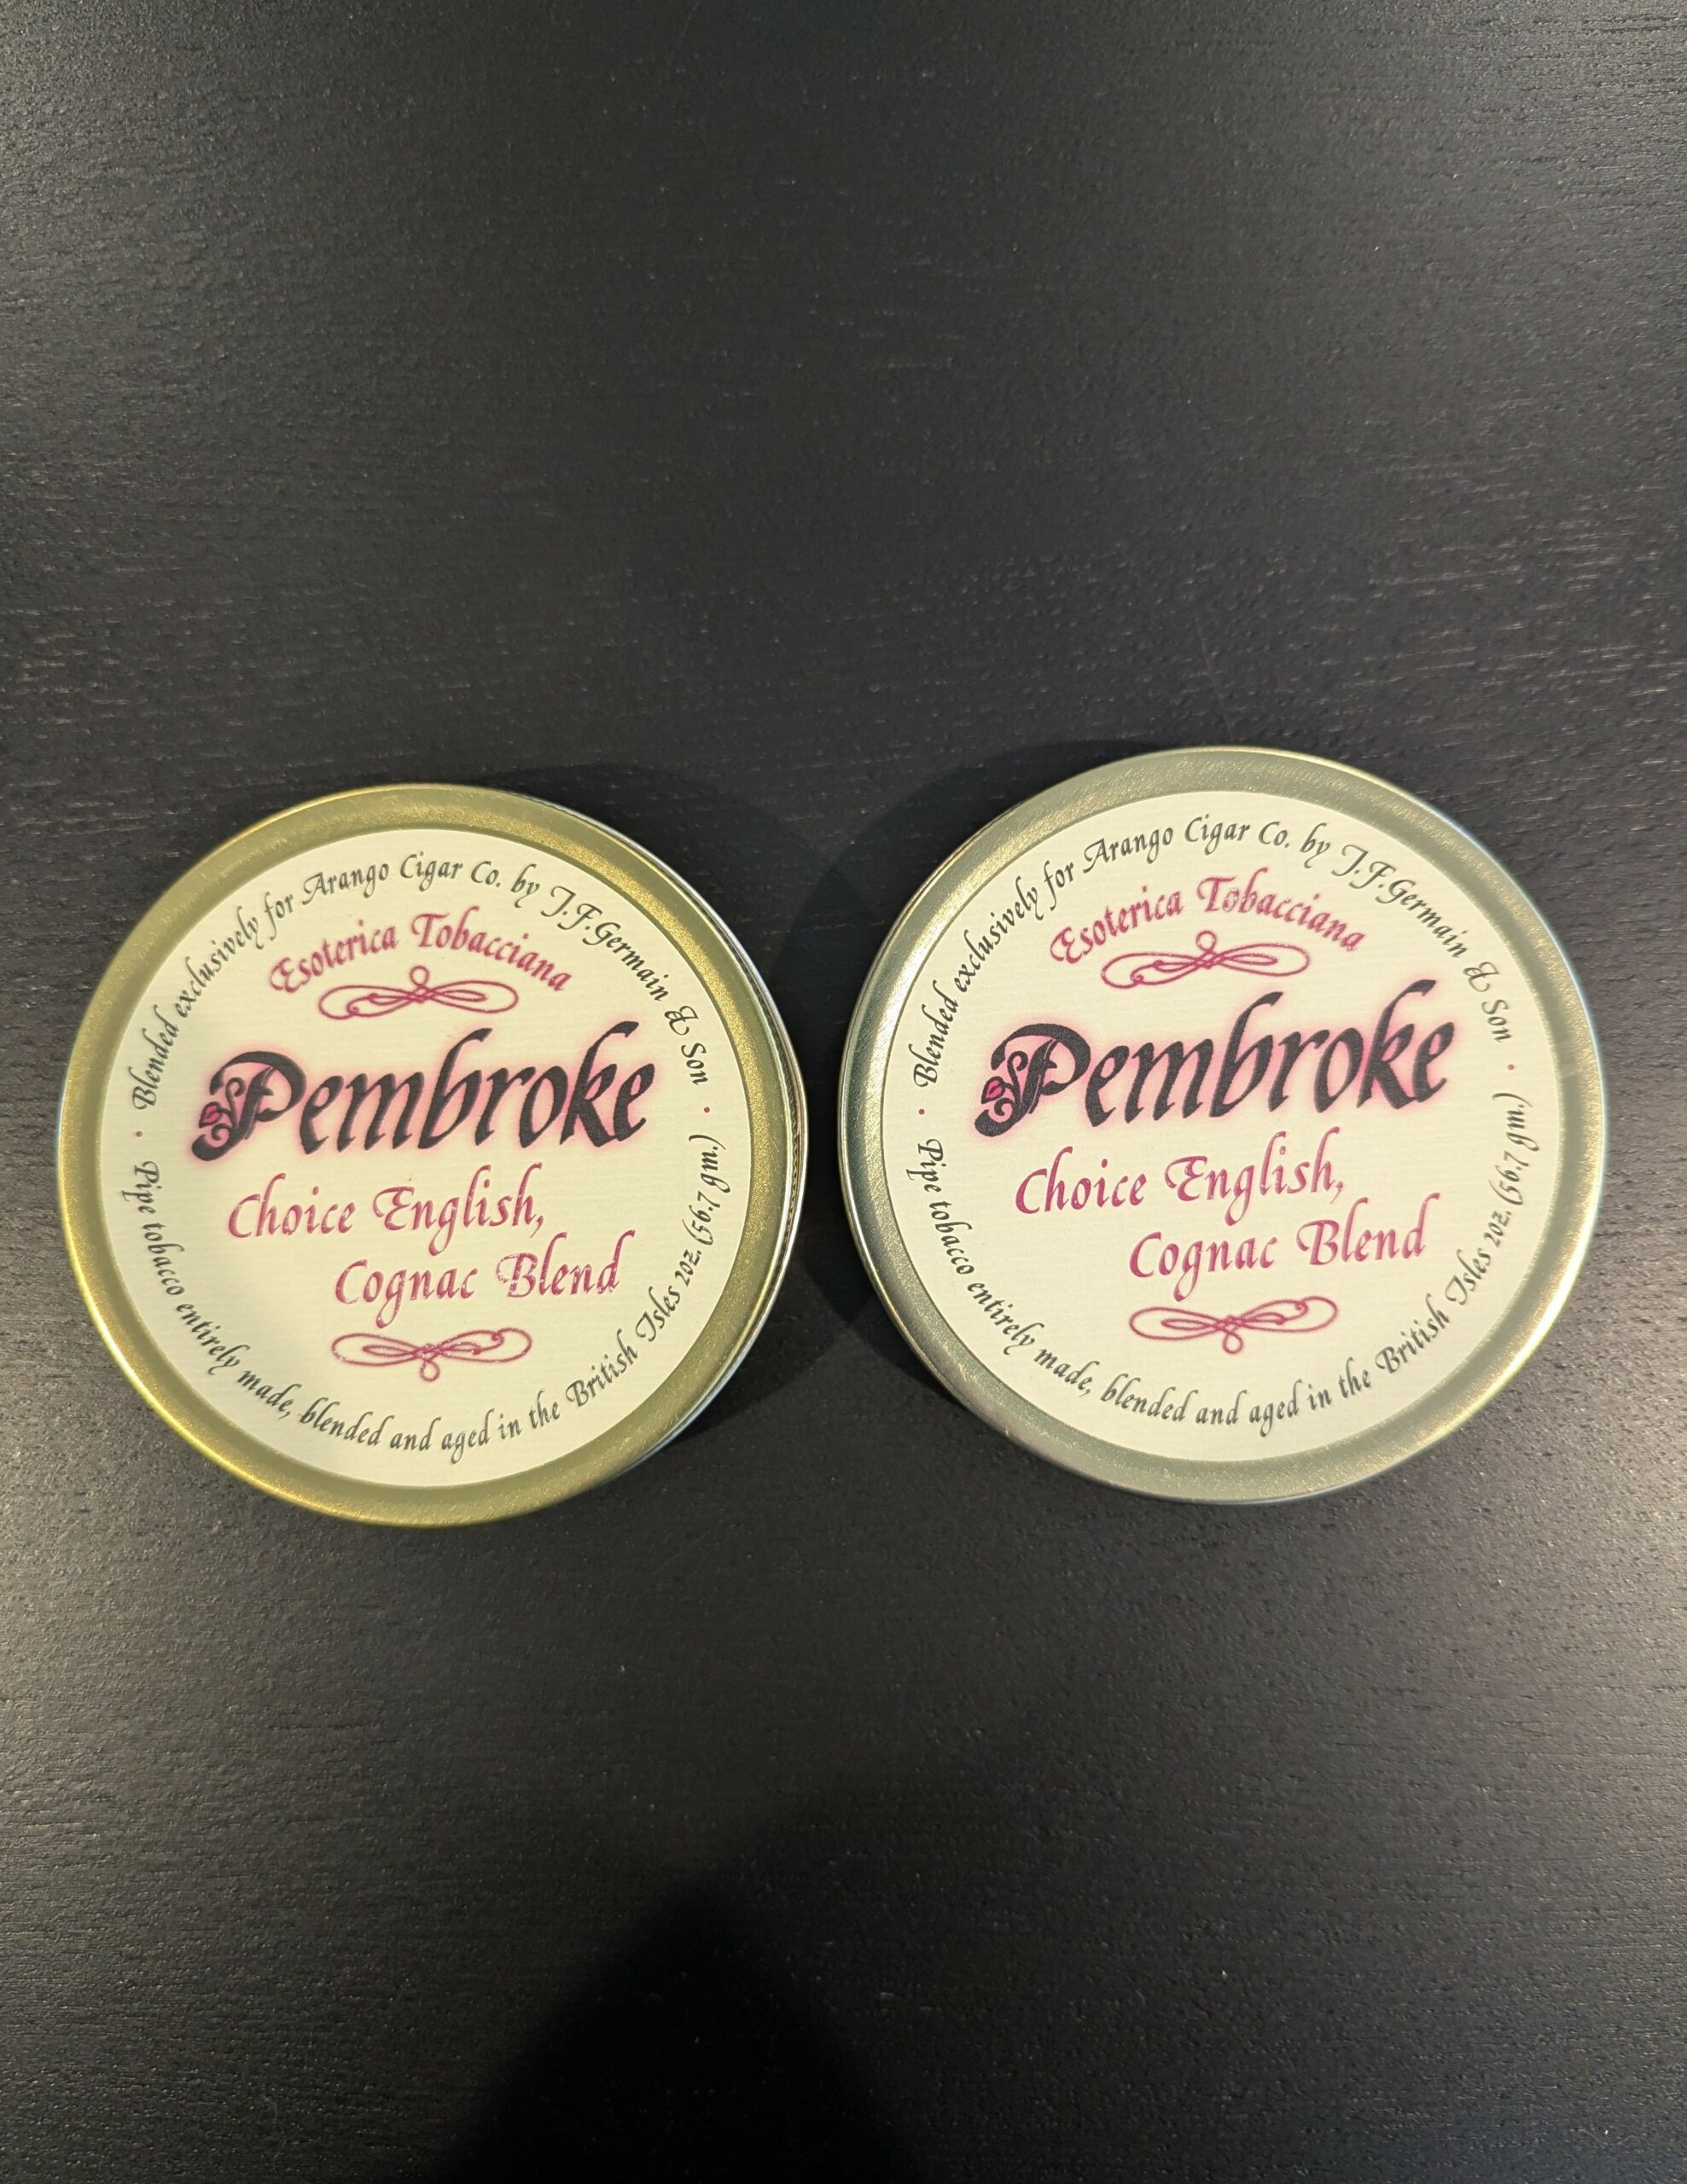 Blended exclusively for Arango Cigar Co. by J.F.Germain & Son
Esoterica Tobacciana
Pembroke
Choice English,
Cognac Blend
Pipe tobacco entirely made, blended and aged in the British Isles 2oz. (56.7 gm.)
Blended exclusively for Arango Cigar Co. by J.F.Germain & Son
Esoterica Tobacciana
Pembroke
Choice English,
Cognac Blend
Pipe tobacco entirely made, blended and aged in the British Isles 2oz. (56.7 gm.)